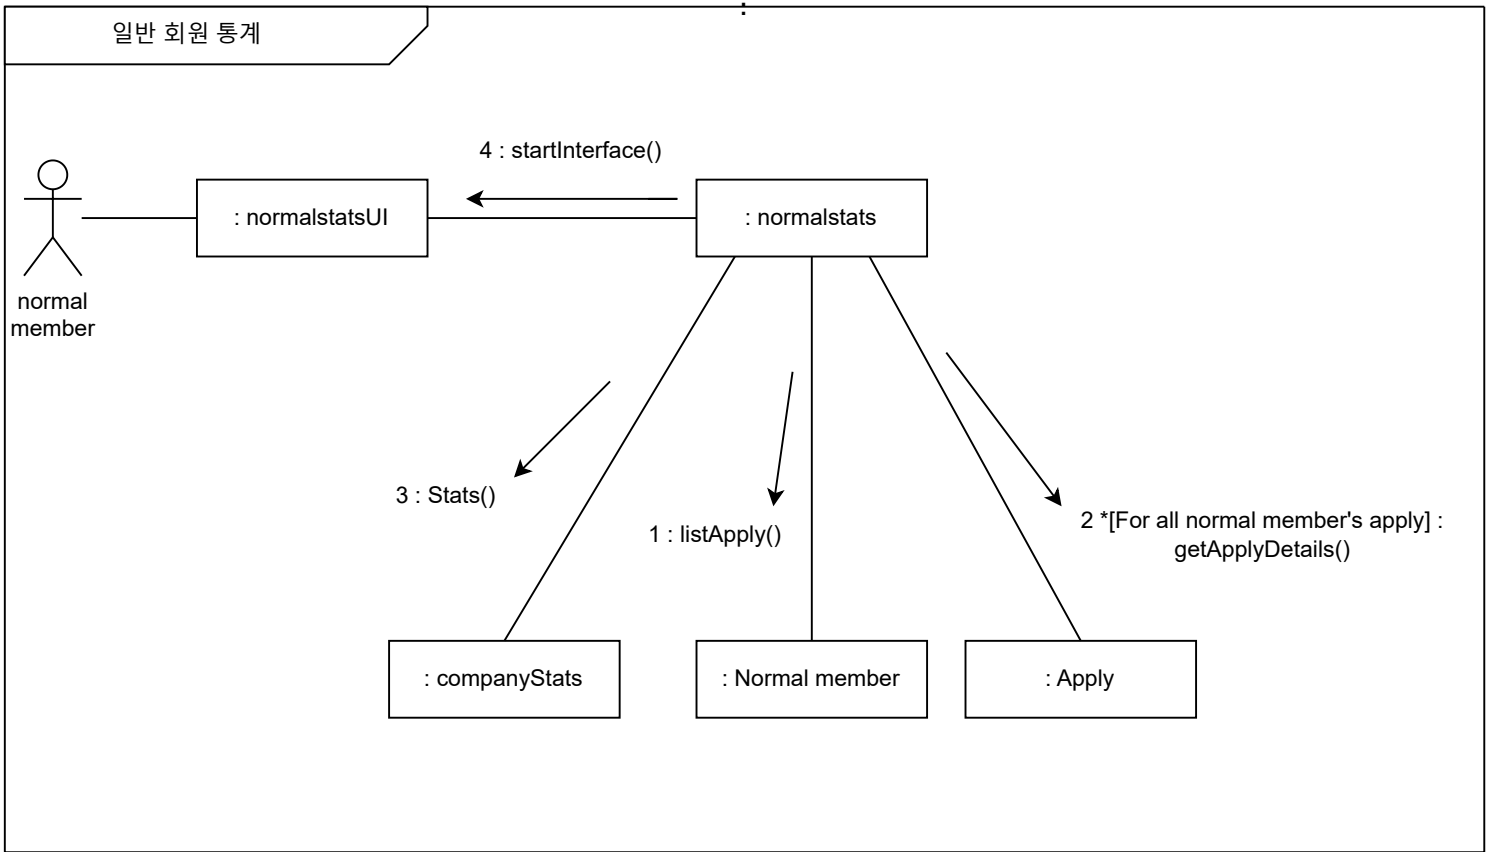 :
일반 회원 통계
4 : startInterface()
: normalstatsUI
: normalstats
normal
member
3 : Stats()
1 : listApply()
2 *[For all normal member's apply] :
getApplyDetails()
: companyStats
: Normal member
: Apply